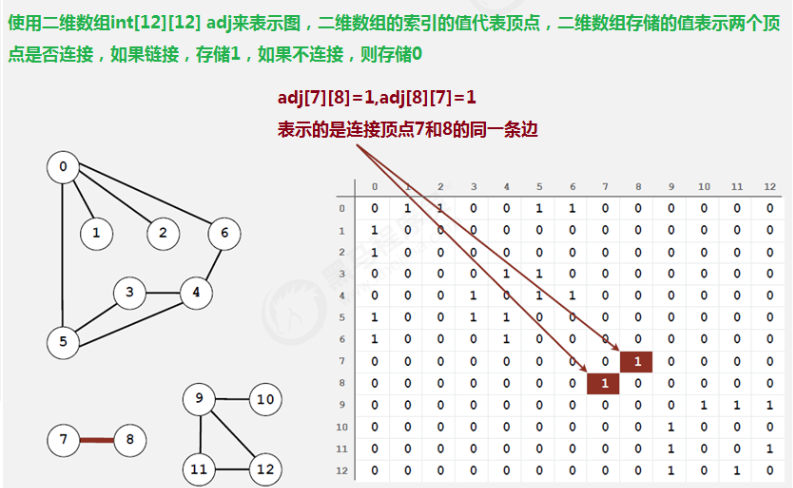 使用二维数组int[12][12] adj来表示图，二维数组的索引的值代表顶点，二维数组存储的值表示两个顶
点是否连接，如果链接，存储1，如果不连接，则存储0
adj[7][8]=1,adj[8][7]=1
表示的是连接顶点7和8的同一条边
0
1 2 6
3 4
5
9 10
7 8
11 12
0 1 2 3 4 5 6 7 8 9 10 11 12
0 0 1 1 0 0 1 1 0 0 0 0 0 0
1 1 0 0 0 0 0 0 0 0 0 0 0 0
2 1 0 0 0 0 0 0 0 0 0 0 0 0
3 0 0 0 0 1 1 0 0 0 0 0 0 0
4 0 0 0 1 0 1 1 0 0 0 0 0 0
5 1 0 0 1 1 0 0 0 0 0 0 0 0
6 1 0 0 0 1 0 0 0 0 0 0 0 0
7 0 0 0 0 0 0 0 0 1 0 0 0 0
8 0 0 0 0 0 0 0 1 0 0 0 0 0
9 0 0 0 0 0 0 0 0 0 0 1 1 1
10 0 0 0 0 0 0 0 0 0 1 0 0 0
11 0 0 0 0 0 0 0 0 0 1 0 0 1
12 0 0 0 0 0 0 0 0 0 1 0 1 0